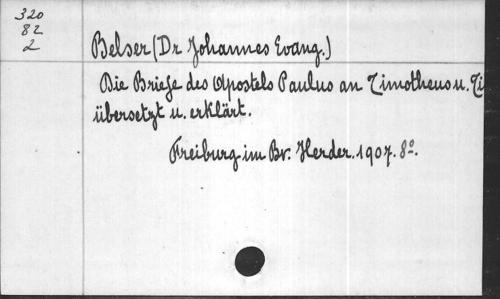 320
82
2
Belser (Dr Johannes Evang.)
Die Briefe des Apostels Paulus an Timotheus u. Ti
übersetzt u. erklärt.
Freiburg im Br. Herder. 1907. 8°.